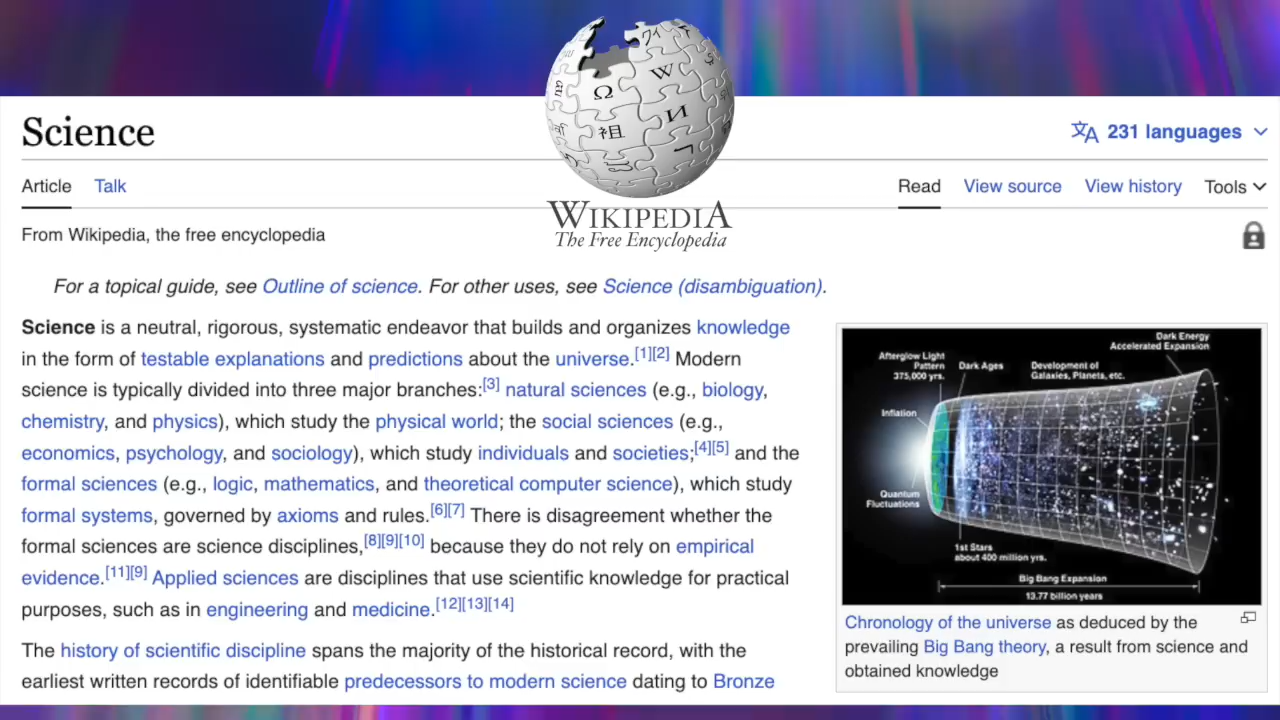 Science
231 languages
Article Talk
Read View source View history Tools
WIKIPEDIA
The Free Encyclopedia
From Wikipedia, the free encyclopedia
For a topical guide, see Outline of science. For other uses, see Science (disambiguation).
Science is a neutral, rigorous, systematic endeavor that builds and organizes knowledge
in the form of testable explanations and predictions about the universe.[1][2] Modern
science is typically divided into three major branches:[3] natural sciences (e.g., biology,
chemistry, and physics), which study the physical world; the social sciences (e.g.,
economics, psychology, and sociology), which study individuals and societies;[4][5] and the
formal sciences (e.g., logic, mathematics, and theoretical computer science), which study
formal systems, governed by axioms and rules.[6][7] There is disagreement whether the
formal sciences are science disciplines,[8][9][10] because they do not rely on empirical
evidence.[11][9] Applied sciences are disciplines that use scientific knowledge for practical
purposes, such as in engineering and medicine.[12][13][14]
The history of scientific discipline spans the majority of the historical record, with the
earliest written records of identifiable predecessors to modern science dating to Bronze
Dark Energy
Accelerated Expansion
Afterglow Light
Pattern
375,000 yrs.
Dark Ages
Development of
Galaxies, Planets, etc.
Inflation
Quantum
Fluctuations
1st Stars
about 400 million yrs.
Big Bang Expansion
13.77 billion years
Chronology of the universe as deduced by the
prevailing Big Bang theory, a result from science and
obtained knowledge